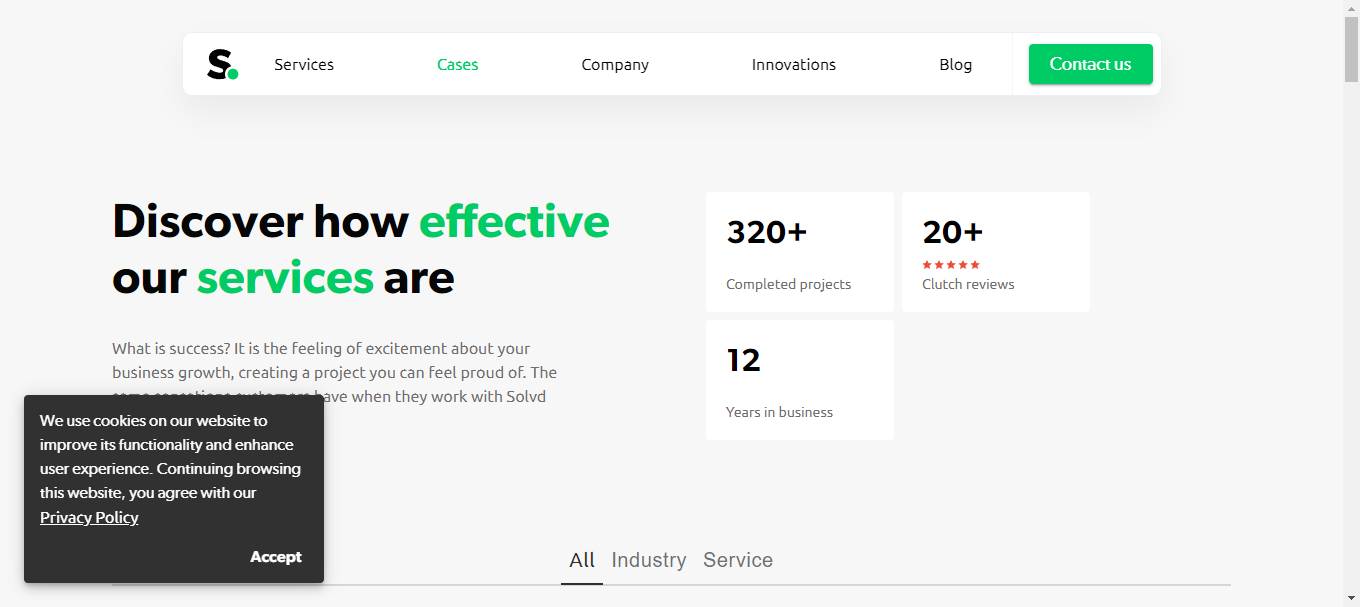 S.
Services
Cases
Company
Innovations
Blog
Contact us
Discover how effective
our services are
What is success? It is the feeling of excitement about your
business growth, creating a project you can feel proud of. The
have when they work with Solvd
320+
Completed projects
20+
Clutch reviews
12
Years in business
We use cookies on our website to
improve its functionality and enhance
user experience. Continuing browsing
this website, you agree with our
Privacy Policy
Accept
All
Industry
Service